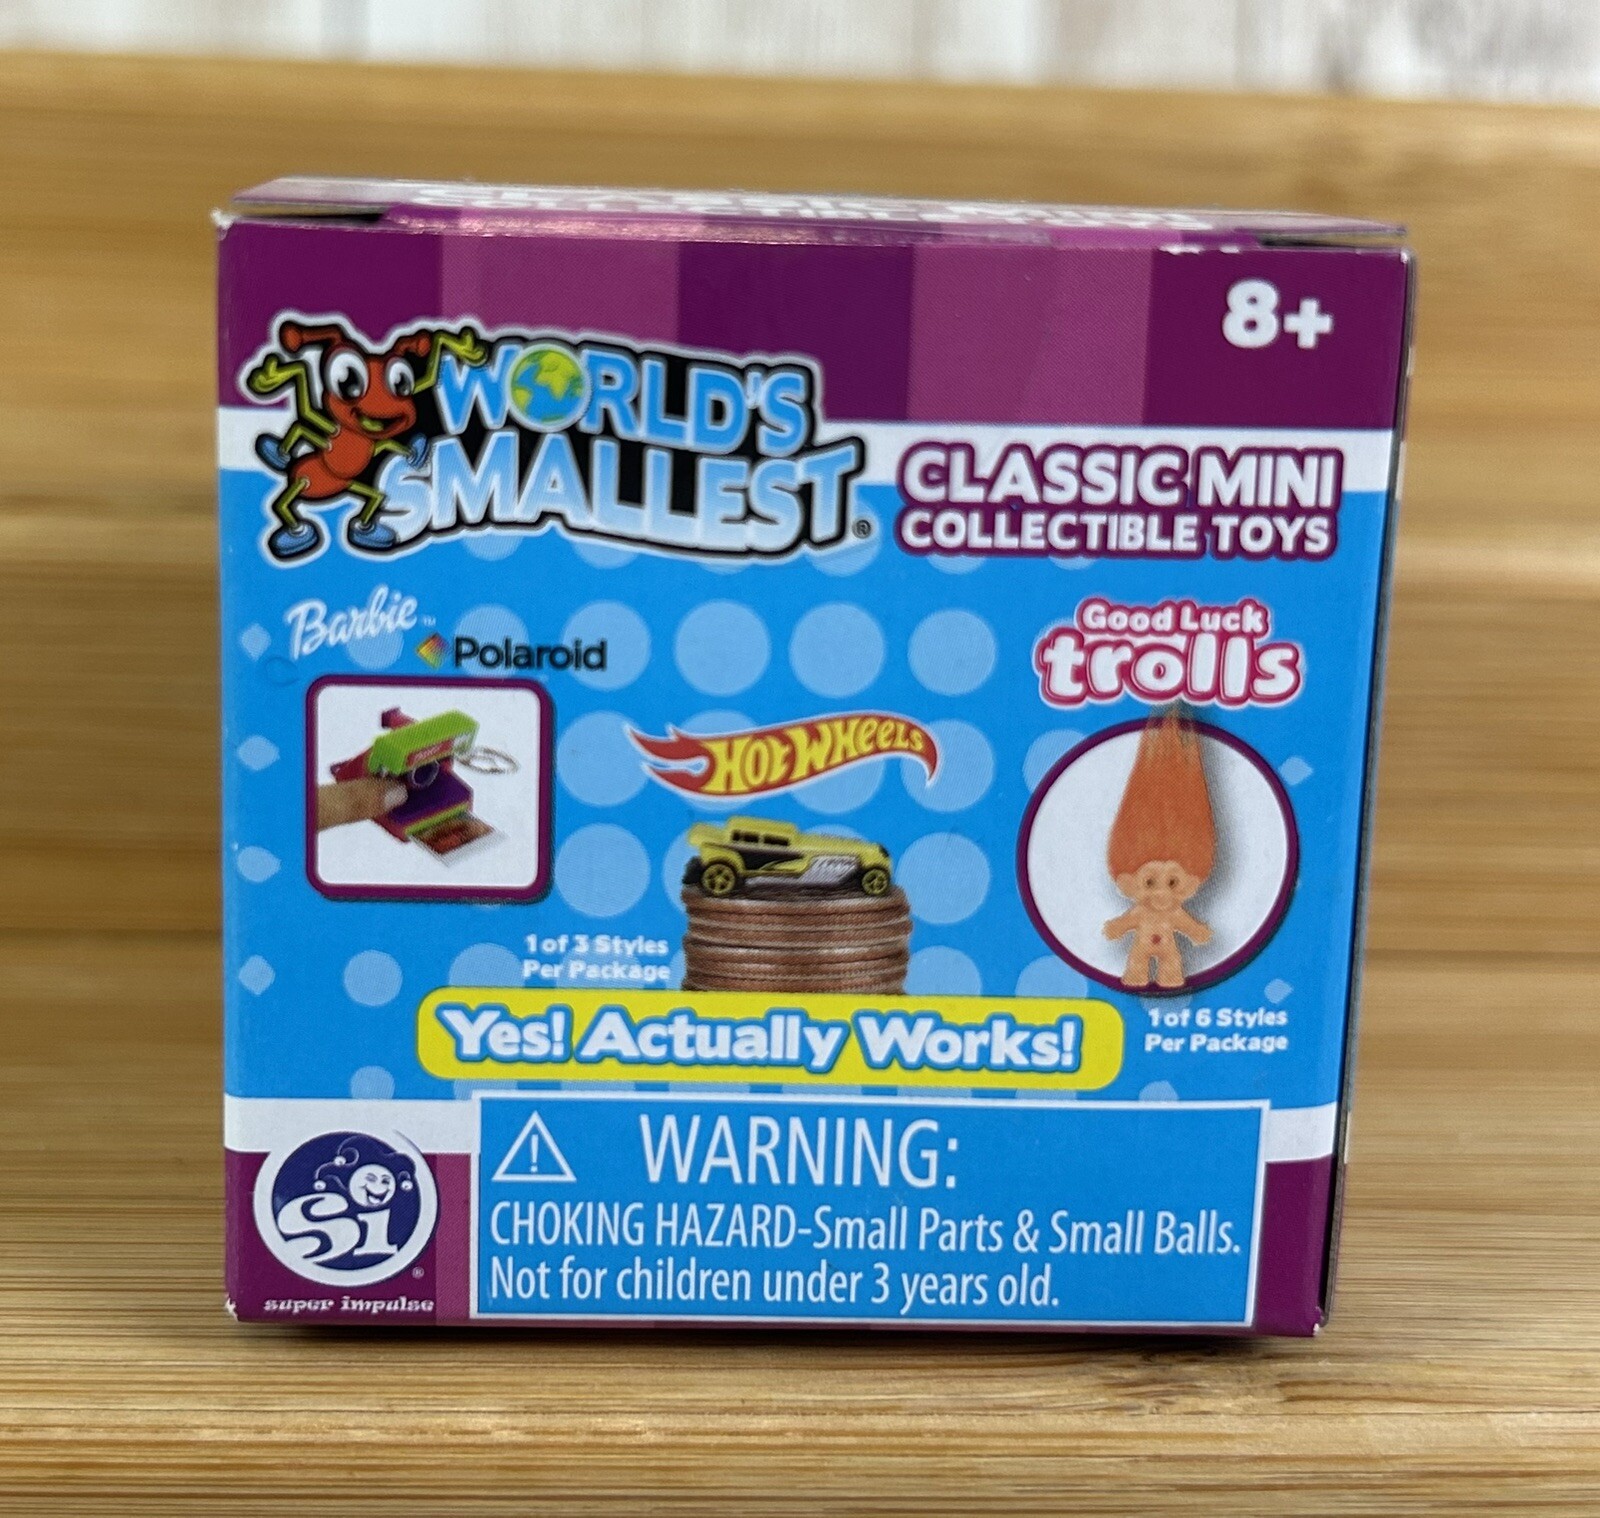 8+
WORLD'S
SMALLEST®
CLASSIC MINI
COLLECTIBLE TOYS
Barbie™
Polaroid
Good Luck
trolls
HOT WHEELS
1 of 3 Styles
Per Package
Yes! Actually Works!
1 of 6 Styles
Per Package
Si®
super impulse
WARNING:
CHOKING HAZARD-Small Parts & Small Balls.
Not for children under 3 years old.